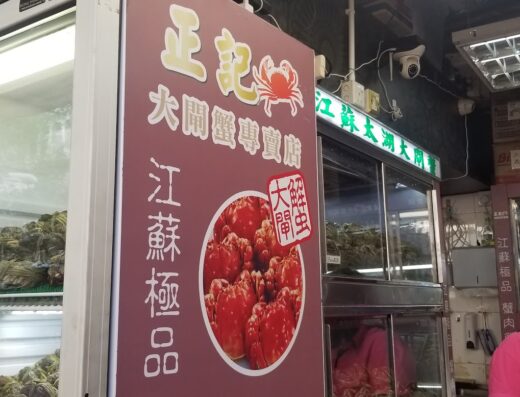 正記
大閘蟹專賣店
江蘇極品
大閘蟹
江蘇太湖大閘蟹
江蘇極品 蟹肉